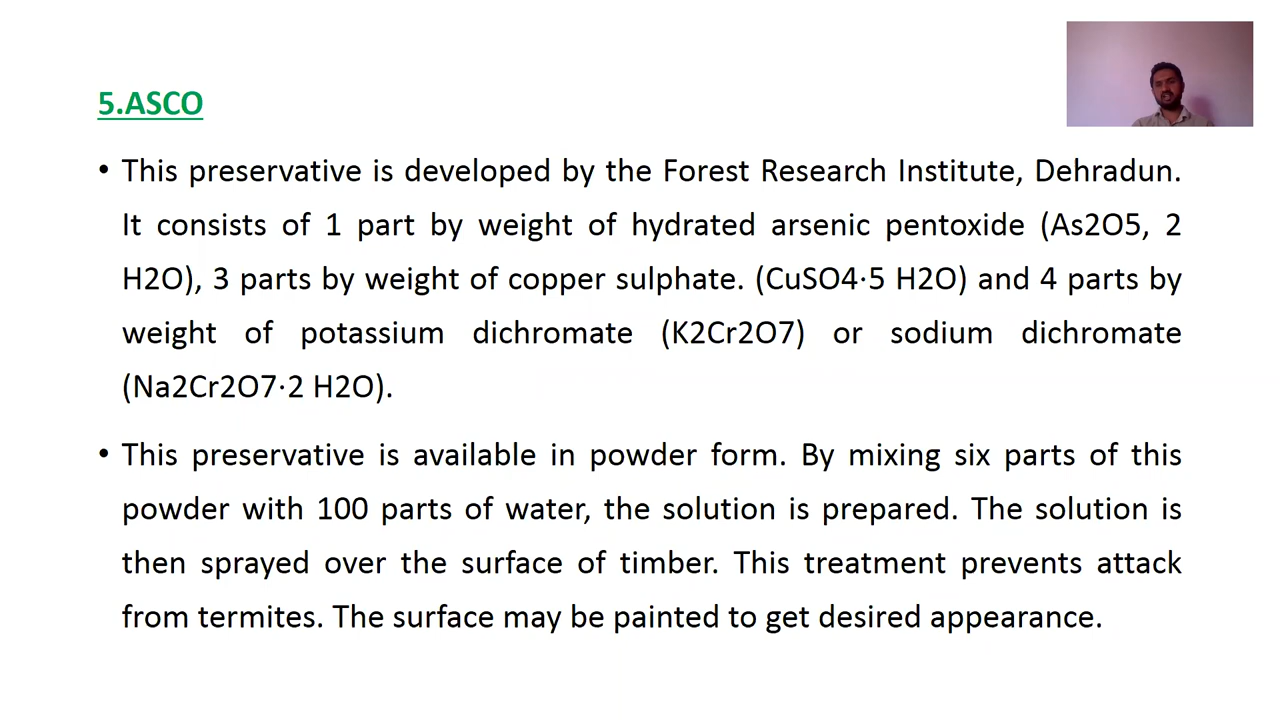 5.ASCO
• This preservative is developed by the Forest Research Institute, Dehradun.
It consists of 1 part by weight of hydrated arsenic pentoxide (As2O5, 2
H2O), 3 parts by weight of copper sulphate. (CuSO4·5 H2O) and 4 parts by
weight of potassium dichromate (K2Cr2O7) or sodium dichromate
(Na2Cr2O7·2 H2O).
• This preservative is available in powder form. By mixing six parts of this
powder with 100 parts of water, the solution is prepared. The solution is
then sprayed over the surface of timber. This treatment prevents attack
from termites. The surface may be painted to get desired appearance.